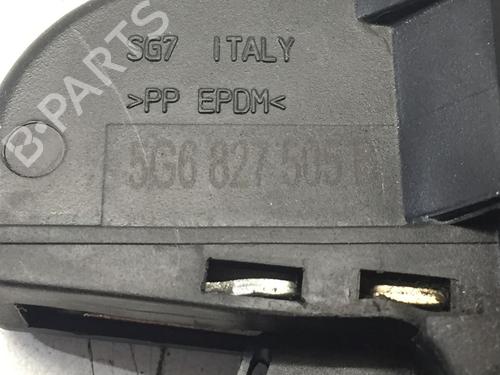 SG7 ITALY
>PP EPDM<
5G6 827 505
B-PARTS